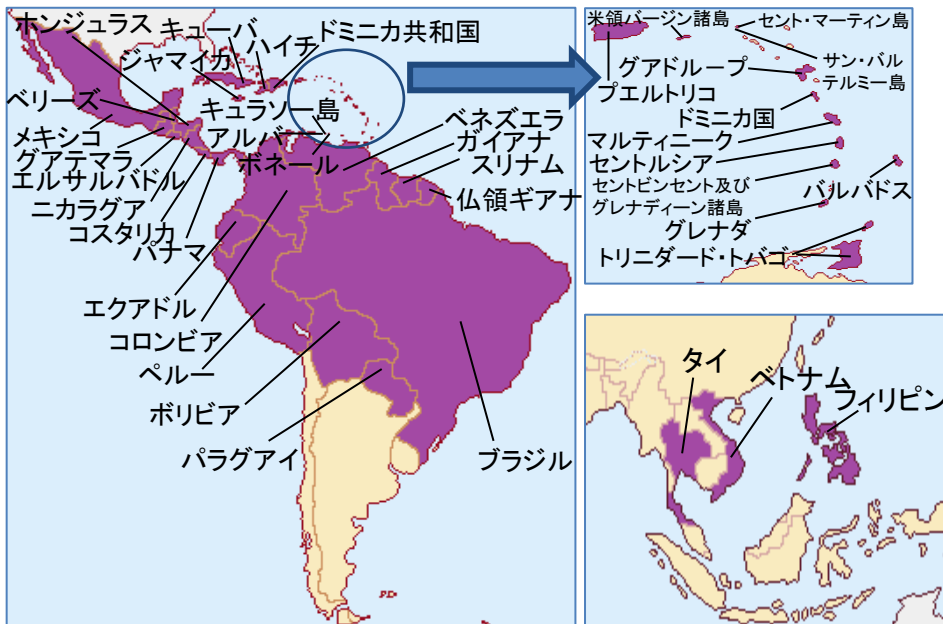 ホンジュラス
キューバ
ハイチ
ドミニカ共和国
ジャマイカ
ベリーズ
メキシコ
グアテマラ
エルサルバドル
ニカラグア
コスタリカ
パナマ
キュラソー島
アルバ
ボネール
ベネズエラ
ガイアナ
スリナム
仏領ギアナ
エクアドル
コロンビア
ペルー
ボリビア
パラグアイ
ブラジル
米領バージン諸島
セント・マーティン島
サン・バル
テルミー島
グアドループ
プエルトリコ
ドミニカ国
マルティニーク
セントルシア
セントビンセント及び
グレナディーン諸島
バルバドス
グレナダ
トリニダード・トバゴ
タイ
ベトナム
フィリピン